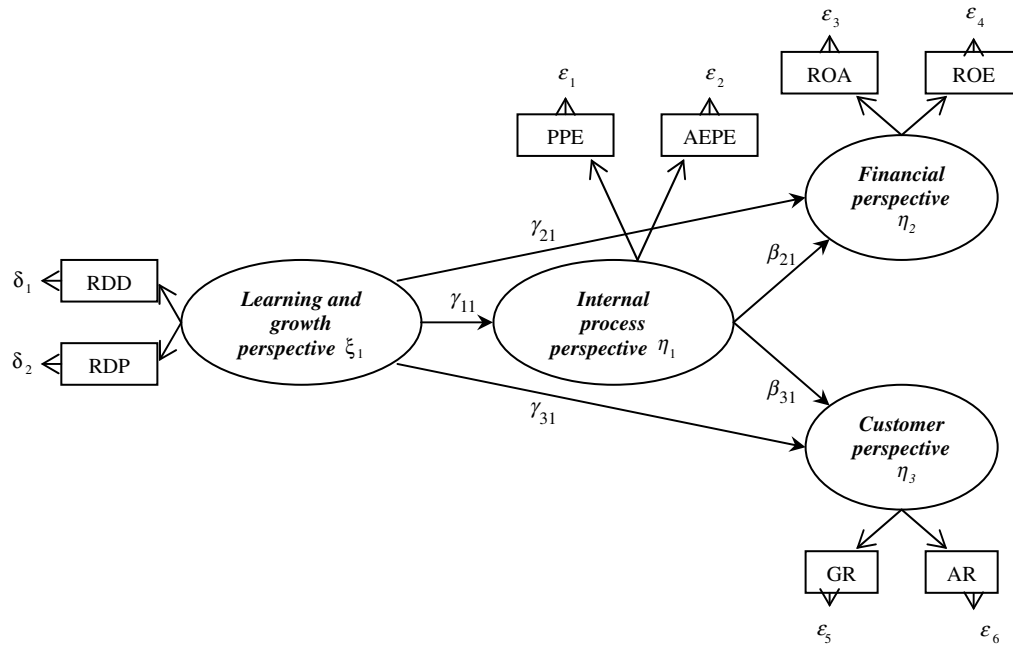 ε3
ε4
ROA
ROE
ε1
ε2
PPE
AEPE
Financial
perspective
η2
γ21
β21
δ1
RDD
Learning and
growth
perspective ξ1
γ11
Internal
process
perspective η1
δ2
RDP
β31
γ31
Customer
perspective
η3
GR
AR
ε5
ε6